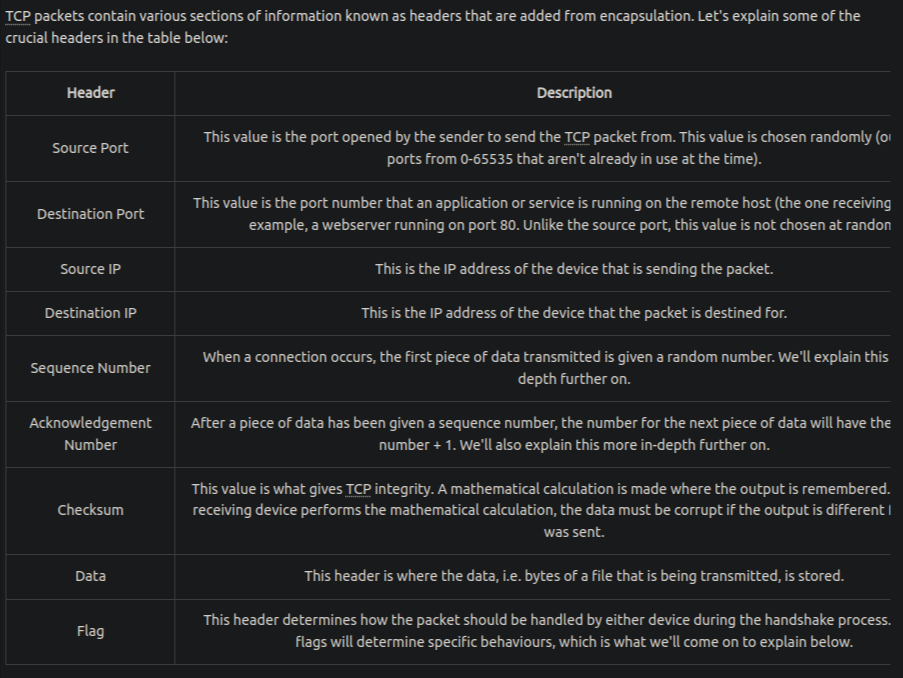 TCP packets contain various sections of information known as headers that are added from encapsulation. Let's explain some of the
crucial headers in the table below:
Header
Description
Source Port
This value is the port opened by the sender to send the TCP packet from. This value is chosen randomly
ports from 0-65535 that aren't already in use at the time).
Destination Port
This value is the port number that an application or service is running on the remote host (the one receiving
example, a webserver running on port 80. Unlike the source port, this value is not chosen at
Source IP
This is the IP address of the device that is sending the packet.
Destination IP
This is the IP address of the device that the packet is destined for.
Sequence Number
When a connection occurs, the first piece of data transmitted is given a random number. We'll explain this
depth further on.
Acknowledgement
Number
After a piece of data has been given a sequence number, the number for the next piece of data will have the
number + 1. We'll also explain this more in-depth further on.
Checksum
This value is what gives TCP integrity. A mathematical calculation is made where the output is remembered.
receiving device performs the mathematical calculation, the data must be corrupt if the output is different
was sent.
Data
This header is where the data, i.e. bytes of a file that is being transmitted, is stored.
Flag
This header determines how the packet should be handled by either device during the handshake process.
flags will determine specific behaviours, which is what we'll come on to explain below.